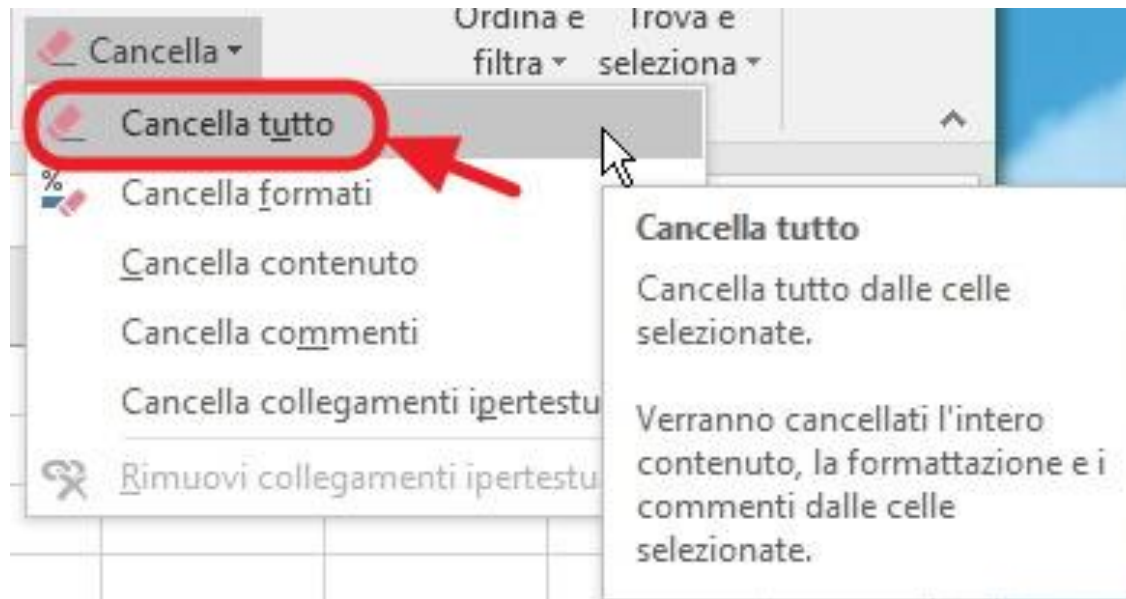 Cancella
Ordina e
filtra
Trova e
seleziona
Cancella tutto
%
Cancella formati
Cancella contenuto
Cancella commenti
Cancella collegamenti ipertestu
Rimuovi collegamenti ipertestu
Cancella tutto
Cancella tutto dalle celle
selezionate.
Verranno cancellati l'intero
contenuto, la formattazione e i
commenti dalle celle
selezionate.